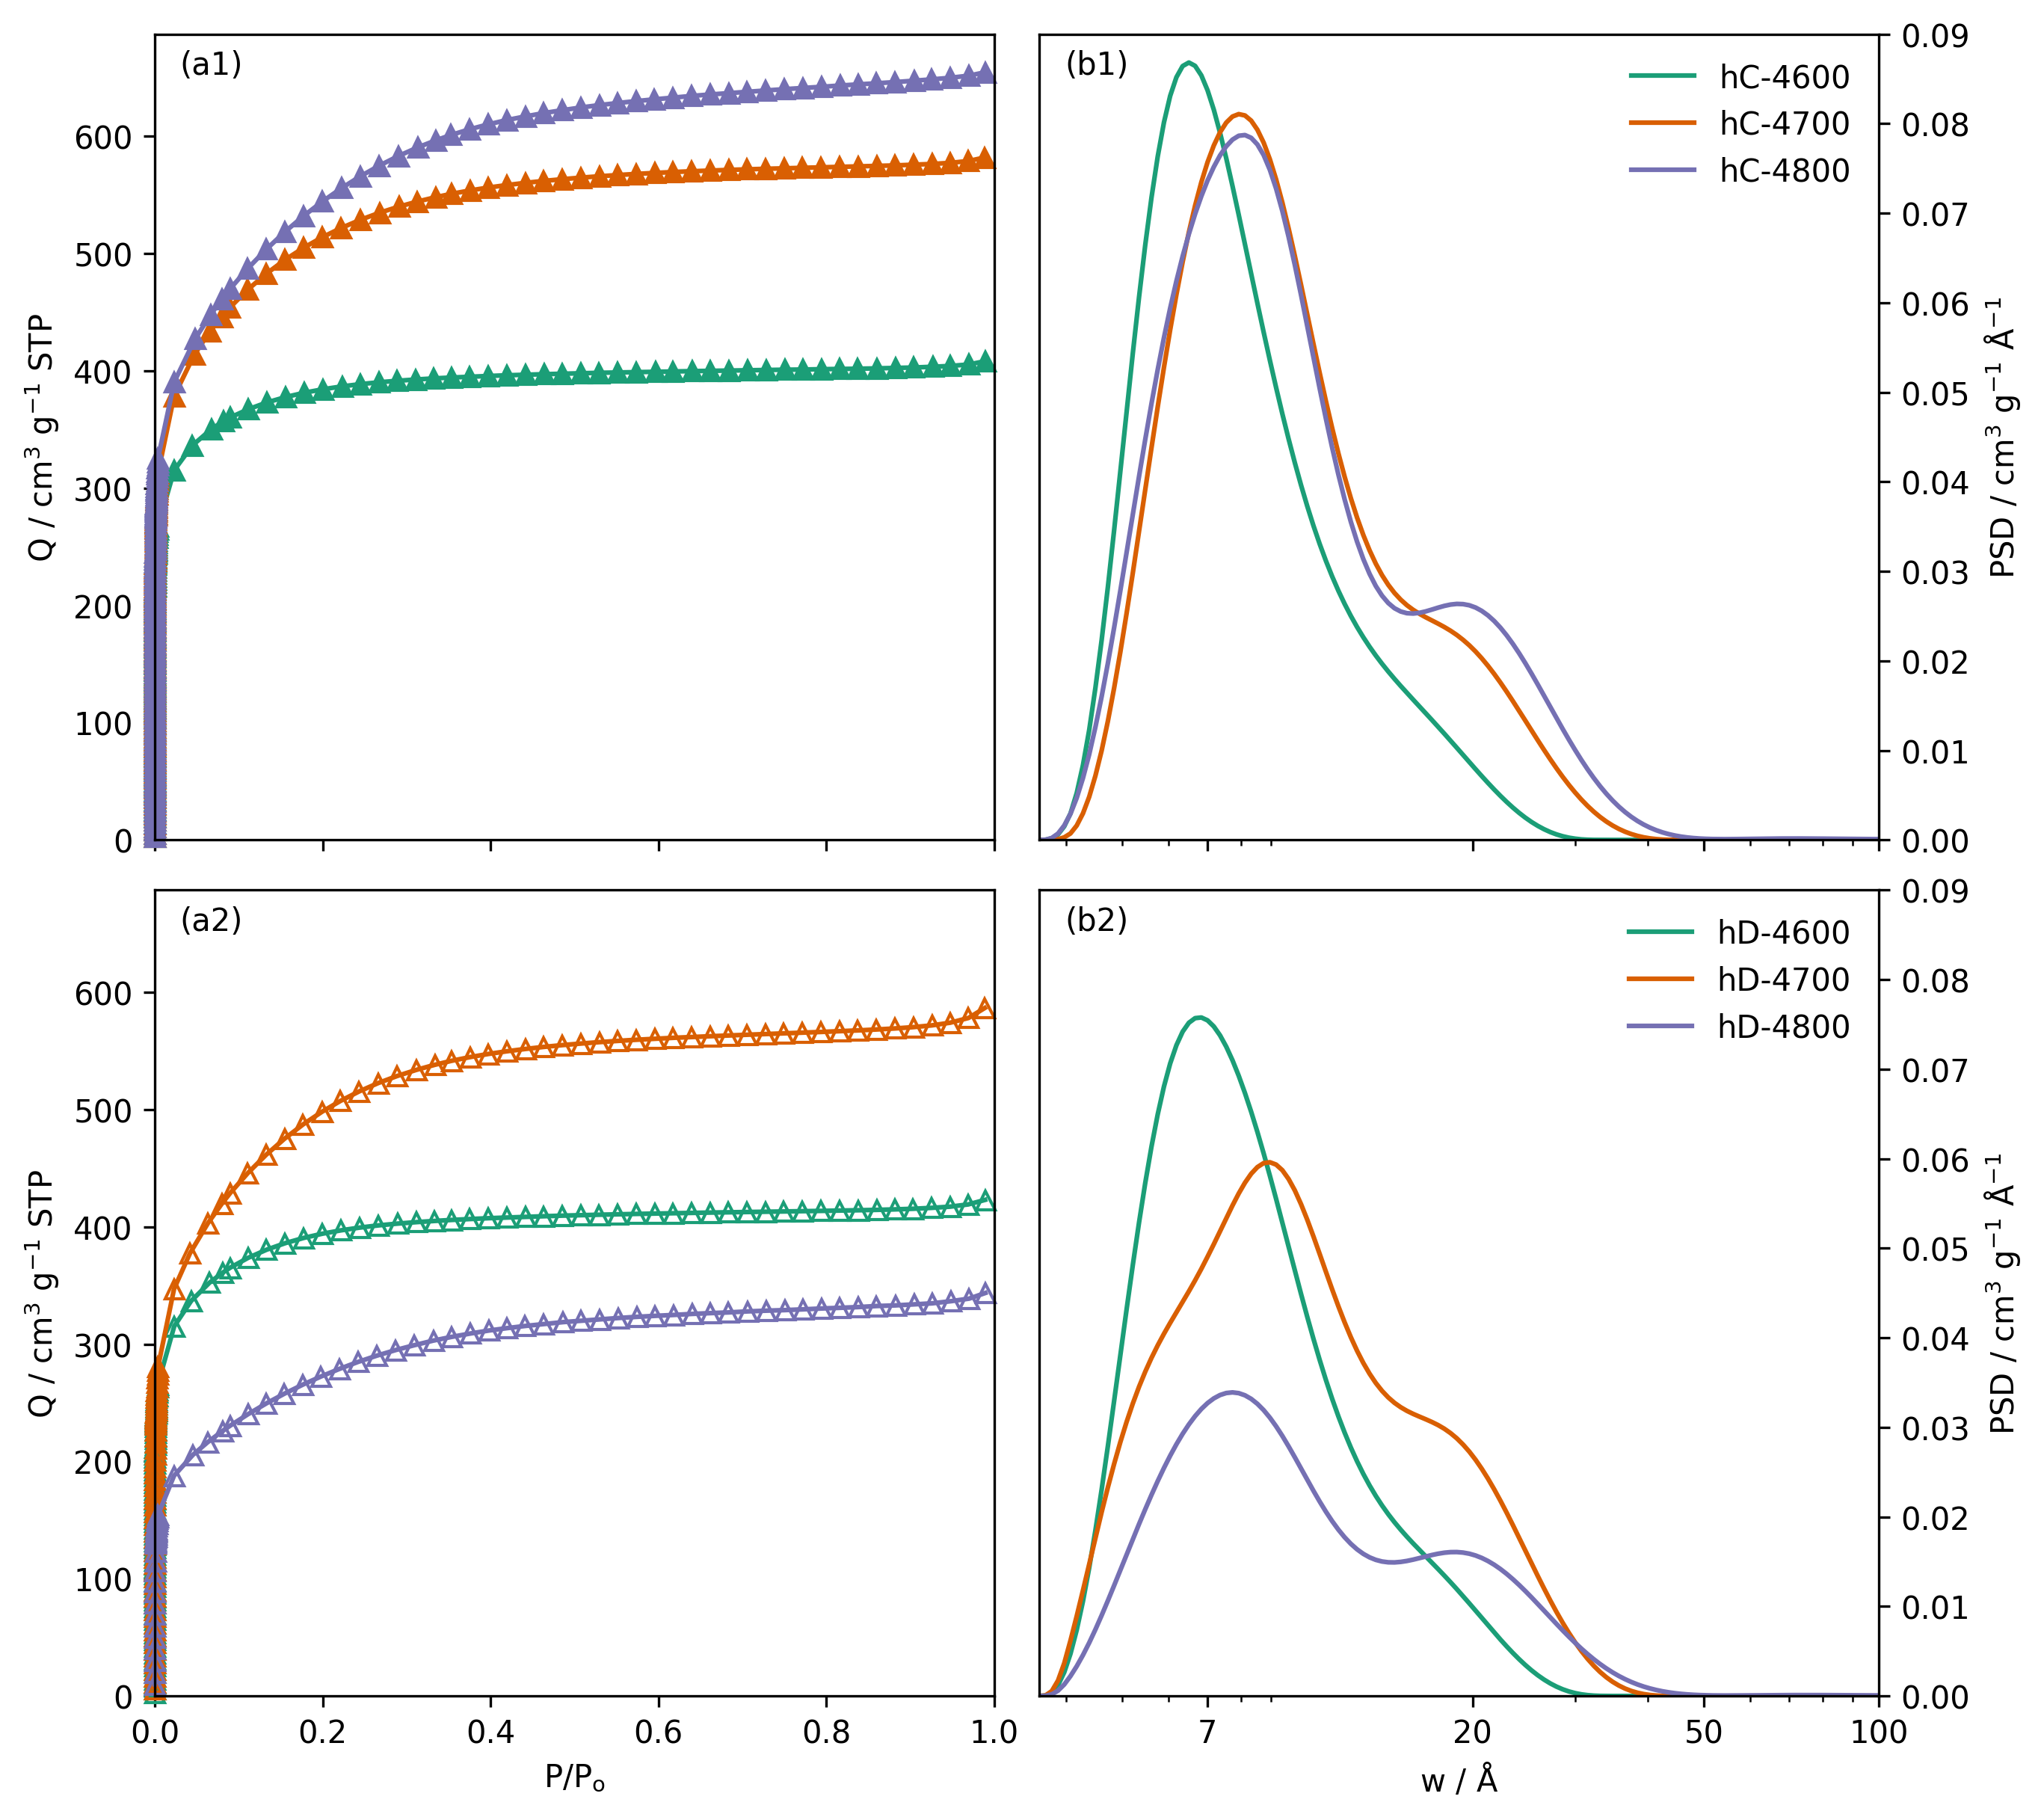 (a1)
Q / cm³ g⁻¹ STP
600
500
400
300
200
100
0
(b1)
hC-4600
hC-4700
hC-4800
0.09
0.08
0.07
0.06
0.05
0.04
0.03
0.02
0.01
0.00
PSD / cm³ g⁻¹ Å⁻¹
(a2)
Q / cm³ g⁻¹ STP
600
500
400
300
200
100
0
0.0 0.2 0.4 0.6 0.8 1.0
P/Pₒ
(b2)
hD-4600
hD-4700
hD-4800
0.09
0.08
0.07
0.06
0.05
0.04
0.03
0.02
0.01
0.00
PSD / cm³ g⁻¹ Å⁻¹
7 20 50 100
w / Å